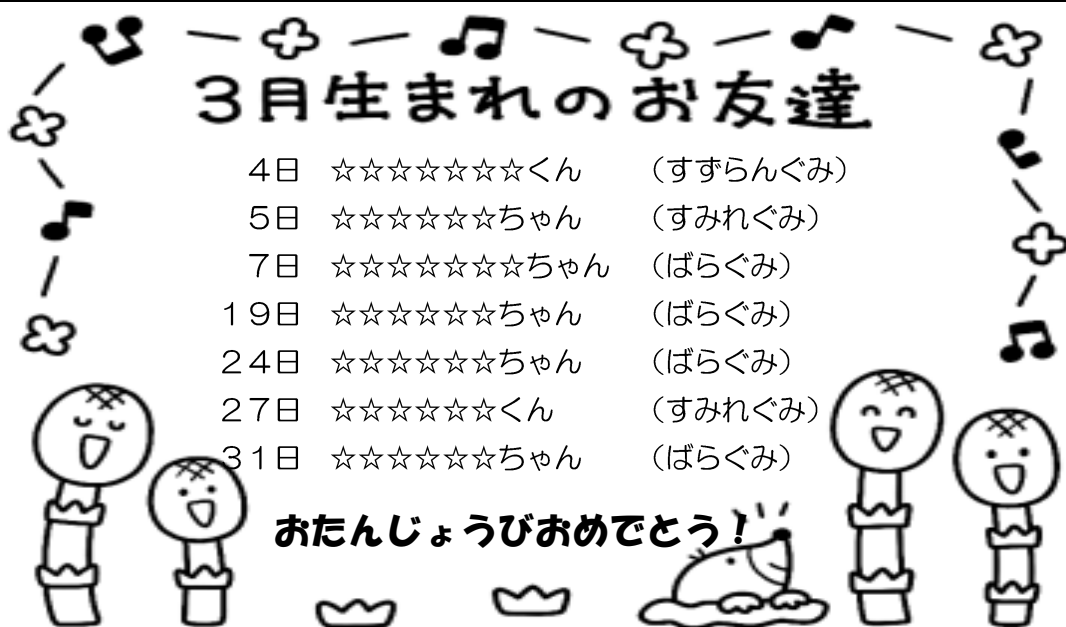 ３月生まれのお友達
４日 ☆☆☆☆☆☆☆くん （すずらんぐみ）
５日 ☆☆☆☆☆☆ちゃん （すみれぐみ）
７日 ☆☆☆☆☆☆☆ちゃん （ばらぐみ）
１９日 ☆☆☆☆☆☆ちゃん （ばらぐみ）
２４日 ☆☆☆☆☆☆ちゃん （ばらぐみ）
２７日 ☆☆☆☆☆☆くん （すみれぐみ）
３１日 ☆☆☆☆☆☆ちゃん （ばらぐみ）
おたんじょうびおめでとう！